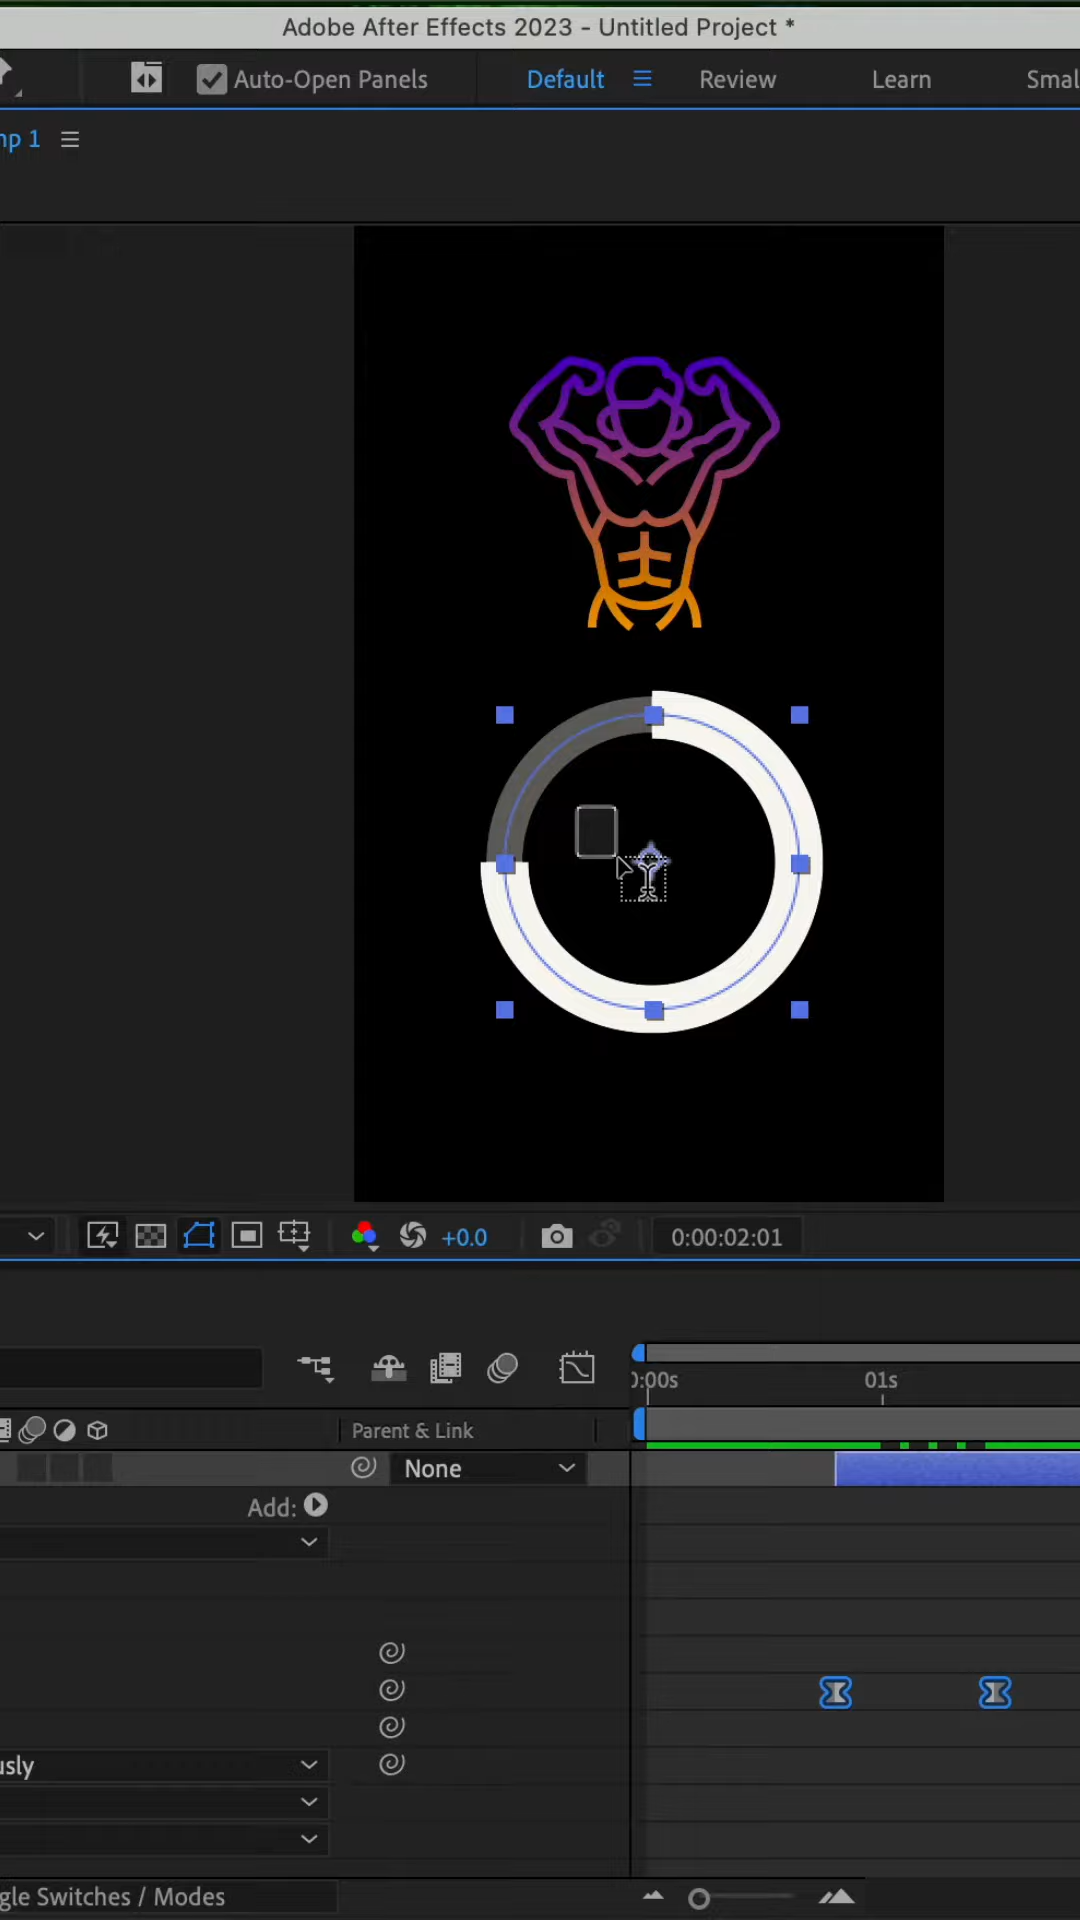 Adobe After Effects 2023 - Untitled Project *
Auto-Open Panels
Default
Review
Learn
Smal
mp 1
+0.0
0:00:02:01
0:00s
01s
Parent & Link
None
Add:
usly
gle Switches / Modes